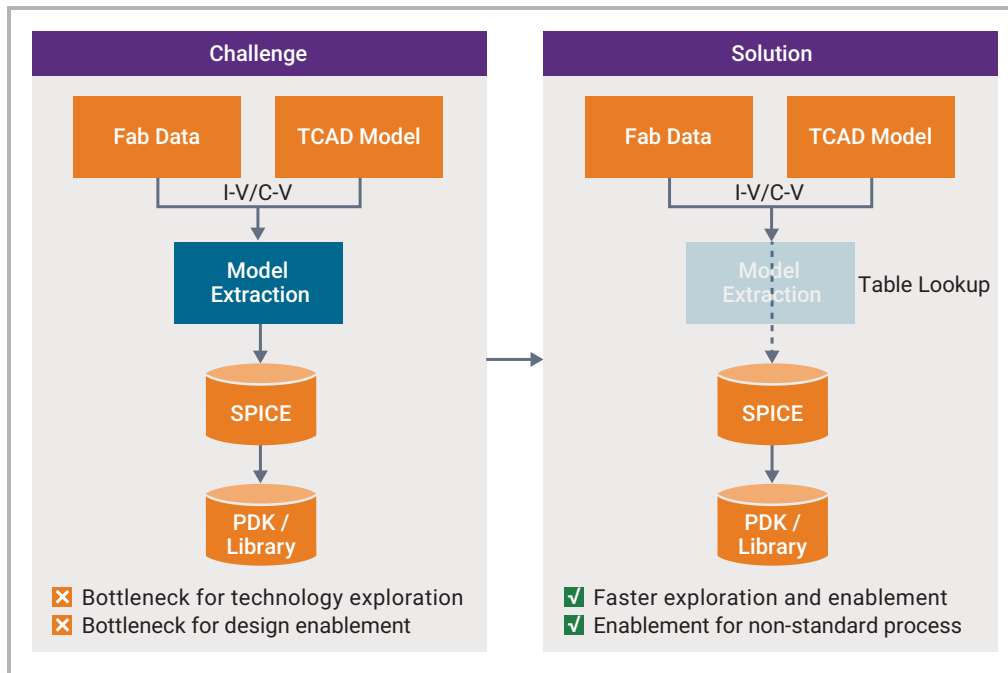 Challenge
Fab Data
TCAD Model
I-V/C-V
Model
Extraction
SPICE
PDK /
Library
Bottleneck for technology exploration
Bottleneck for design enablement
Solution
Fab Data
TCAD Model
I-V/C-V
Model
Extraction
Table Lookup
SPICE
PDK /
Library
Faster exploration and enablement
Enablement for non-standard process